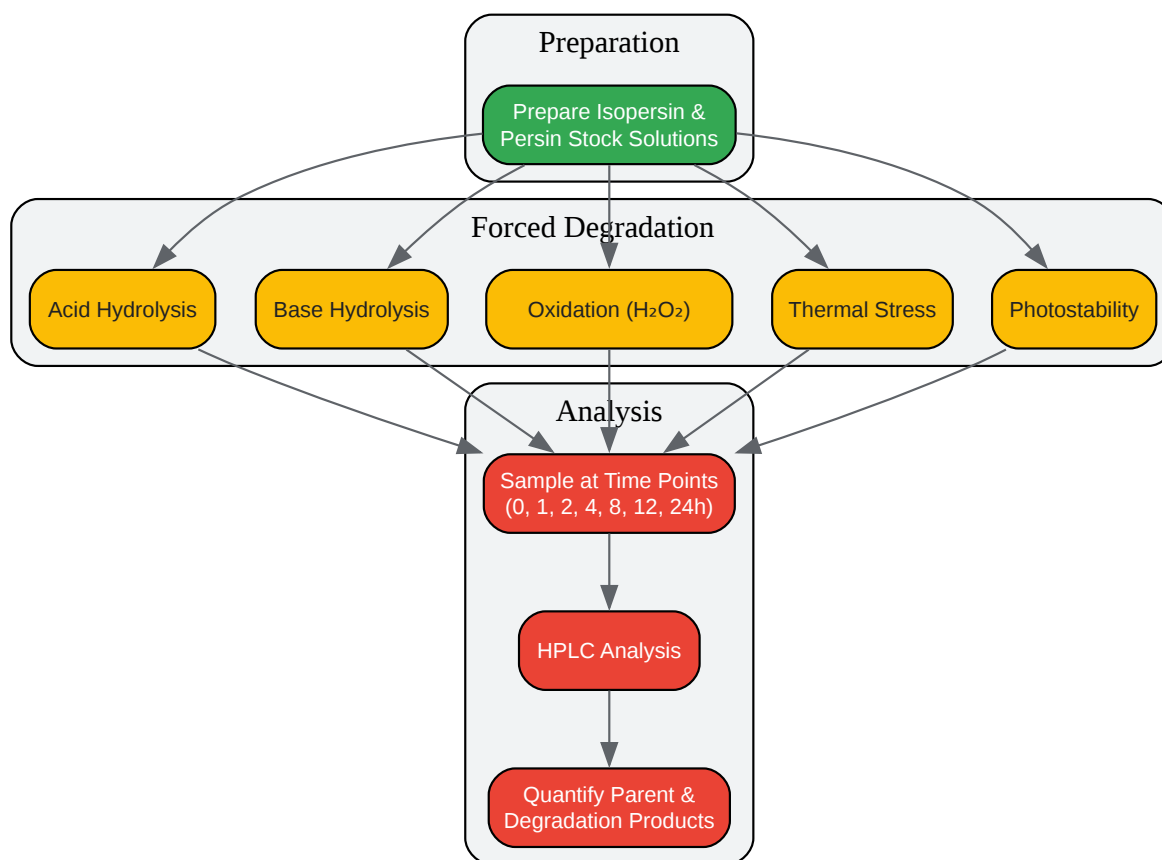 Preparation
Prepare Isopersin &
Persin Stock Solutions
Forced Degradation
Acid Hydrolysis
Base Hydrolysis
Oxidation (H₂O₂)
Thermal Stress
Photostability
Analysis
Sample at Time Points
(0, 1, 2, 4, 8, 12, 24h)
HPLC Analysis
Quantify Parent &
Degradation Products